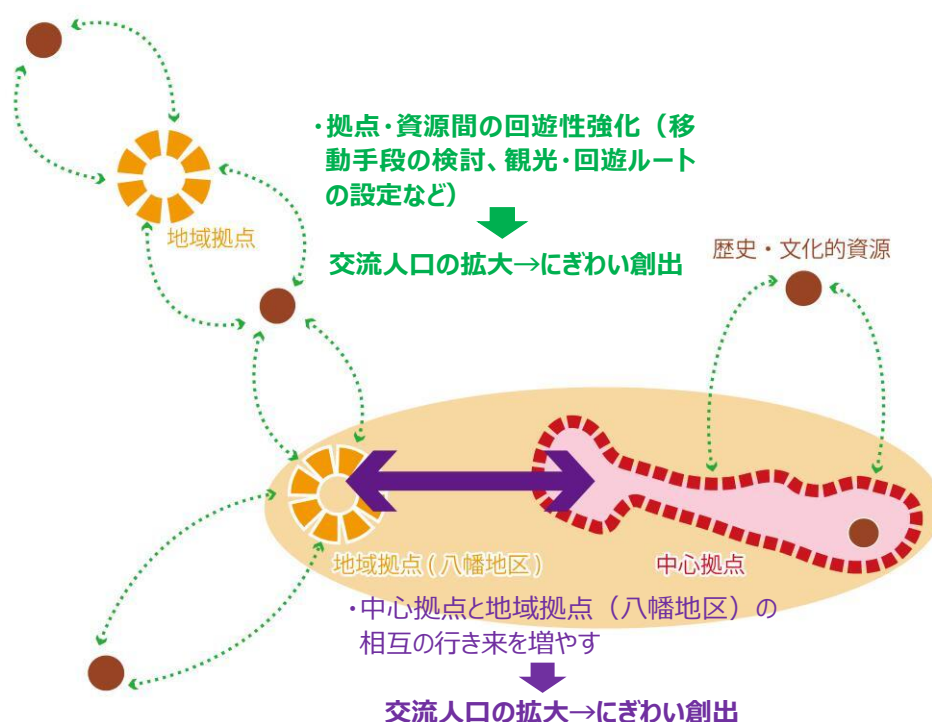 ・拠点・資源間の回遊性強化（移
動手段の検討、観光・回遊ルート
の設定など）
地域拠点
交流人口の拡大→にぎわい創出
歴史・文化的資源
地域拠点(八幡地区)
中心拠点
・中心拠点と地域拠点（八幡地区）の
相互の行き来を増やす
交流人口の拡大→にぎわい創出